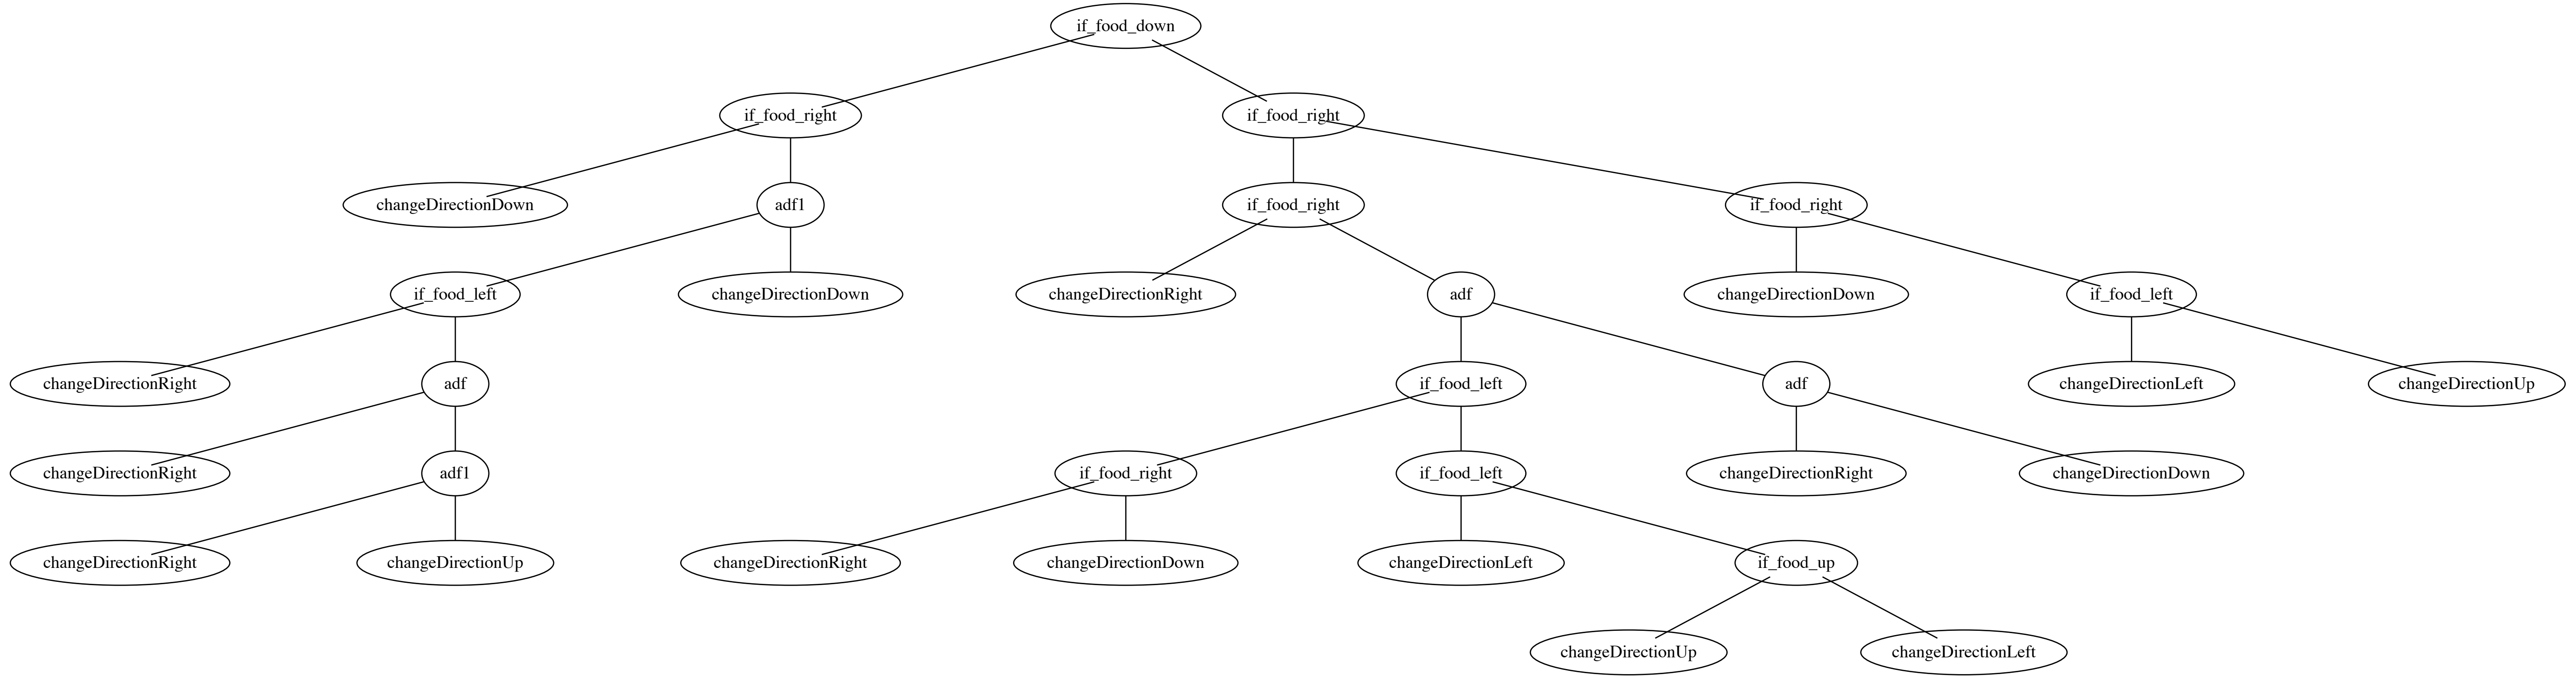 if_food_down
if_food_right
if_food_right
changeDirectionDown
adf1
if_food_right
if_food_right
if_food_left
changeDirectionDown
changeDirectionRight
adf
changeDirectionDown
if_food_left
changeDirectionRight
adf
if_food_left
adf
changeDirectionLeft
changeDirectionUp
changeDirectionRight
adf1
if_food_right
if_food_left
changeDirectionRight
changeDirectionDown
changeDirectionRight
changeDirectionUp
changeDirectionRight
changeDirectionDown
changeDirectionLeft
if_food_up
changeDirectionUp
changeDirectionLeft